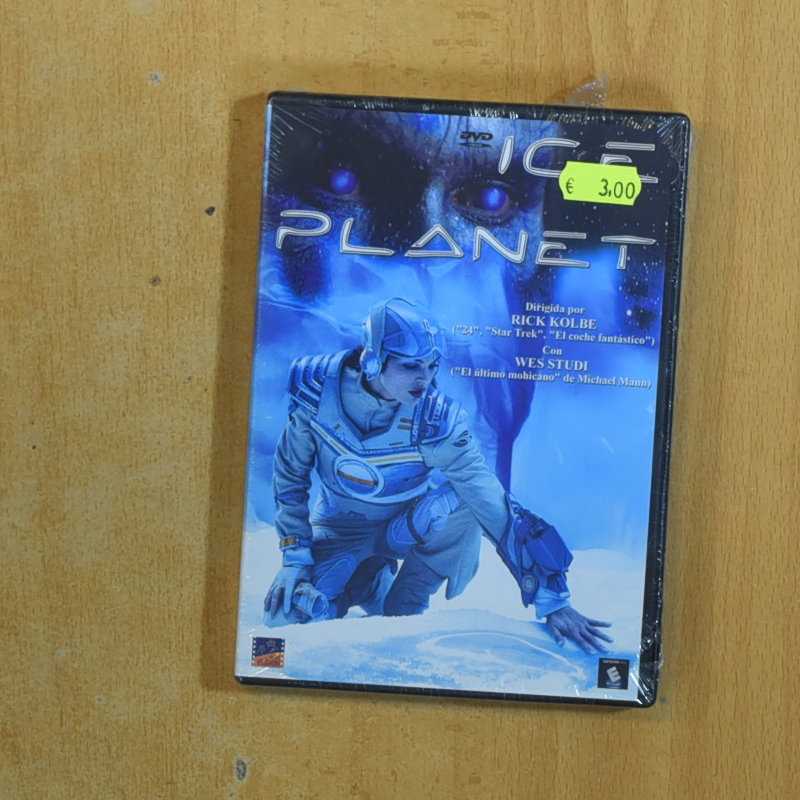 DVD
ICE
€ 3,00
PLANET
Dirigida por
RICK KOLBE
("24", "Star Trek", "El coche fantástico")
Con
WES STUDI
("El último mohicano" de Michael Mann)